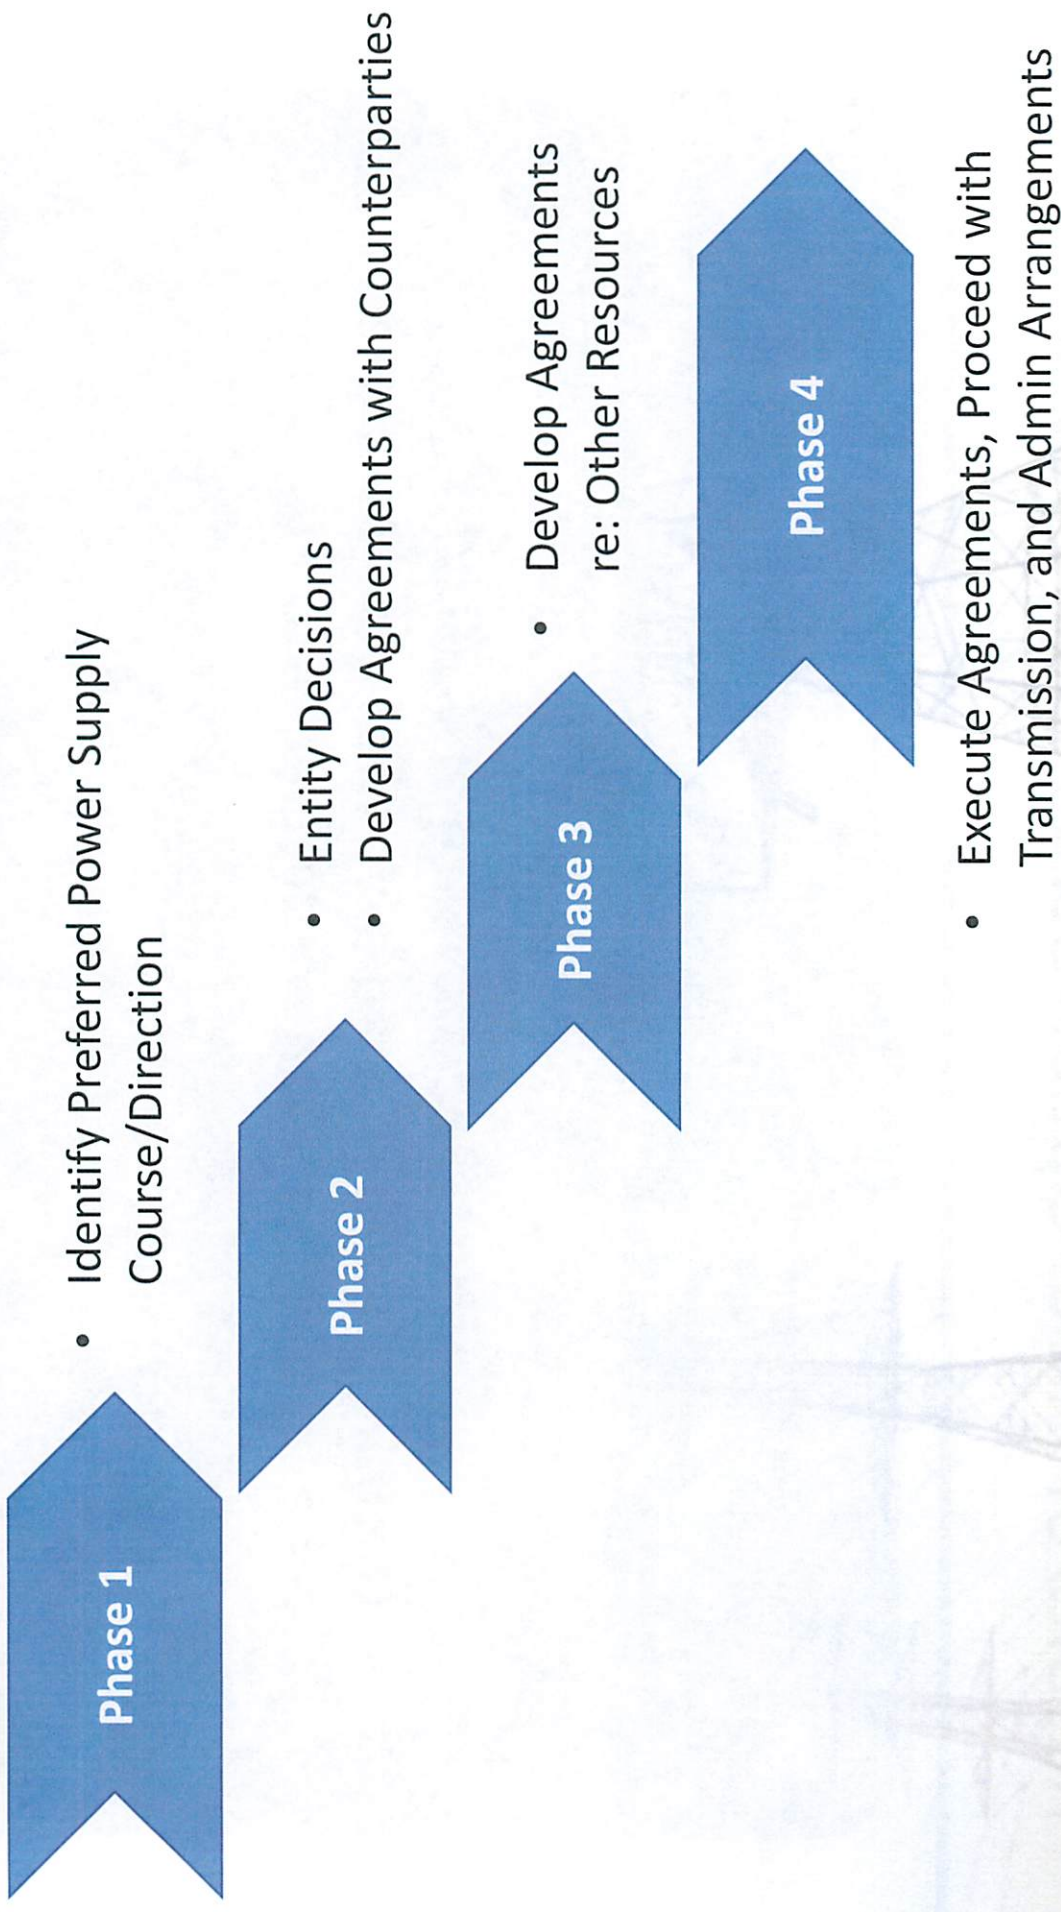 Phase 1
• Identify Preferred Power Supply
Course/Direction
Phase 2
• Entity Decisions
• Develop Agreements with Counterparties
Phase 3
• Develop Agreements
re: Other Resources
Phase 4
• Execute Agreements, Proceed with
Transmission, and Admin Arrangements